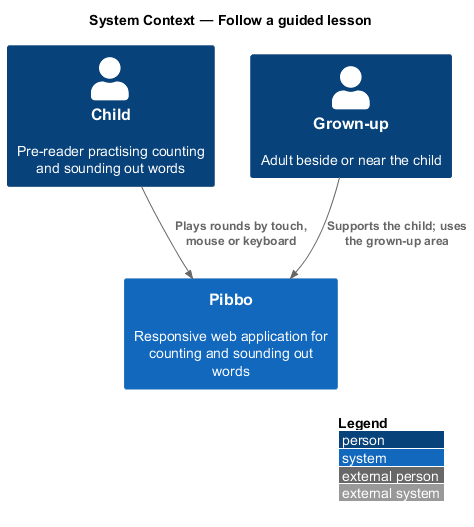 System Context — Follow a guided lesson
Child
Pre-reader practising counting
and sounding out words
Grown-up
Adult beside or near the child
Plays rounds by touch,
mouse or keyboard
Supports the child; uses
the grown-up area
Pibbo
Responsive web application for
counting and sounding out
words
Legend
person
system
external person
external system